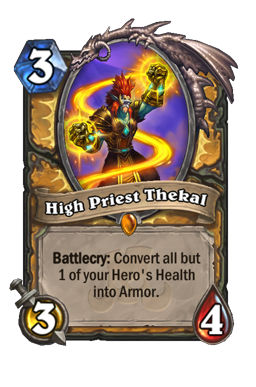 3
High Priest Thekal
Battlecry: Convert all but
1 of your Hero's Health
into Armor.
3 4